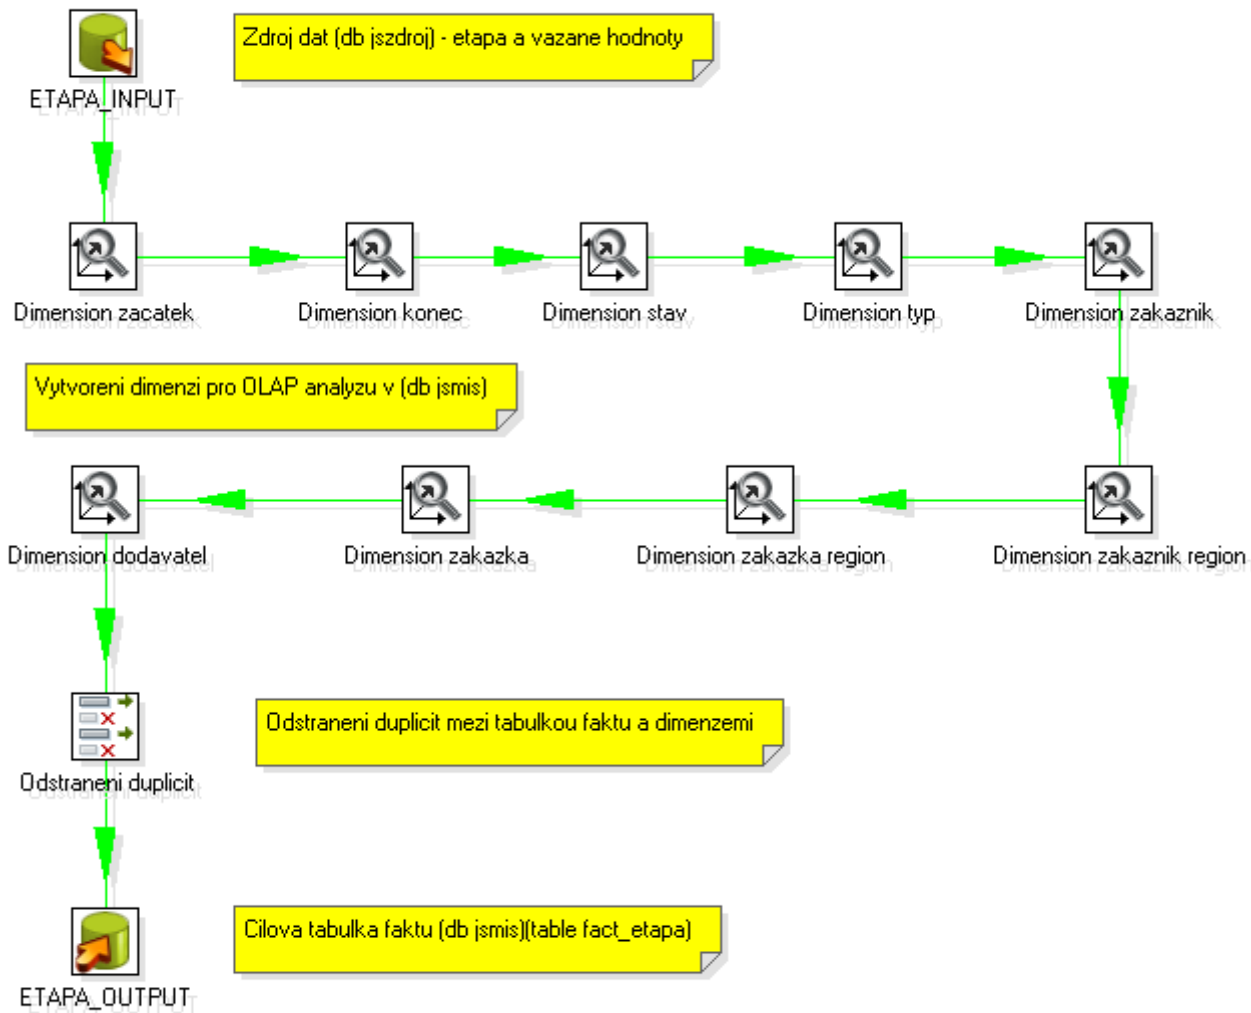 Zdroj dat (db jszdroj) - etapa a vazane hodnoty
ETAPA_INPUT
Dimension zacatek
Dimension konec
Dimension stav
Dimension typ
Dimension zakaznik
Vytvoreni dimenzi pro OLAP analyzu v (db jsmis)
Dimension dodavatel
Dimension zakazka
Dimension zakazka region
Dimension zakaznik region
Odstraneni duplicit mezi tabulkou faktu a dimenzemi
Odstraneni duplicit
Cilova tabulka faktu (db jsmis)(table fact_etapa)
ETAPA_OUTPUT